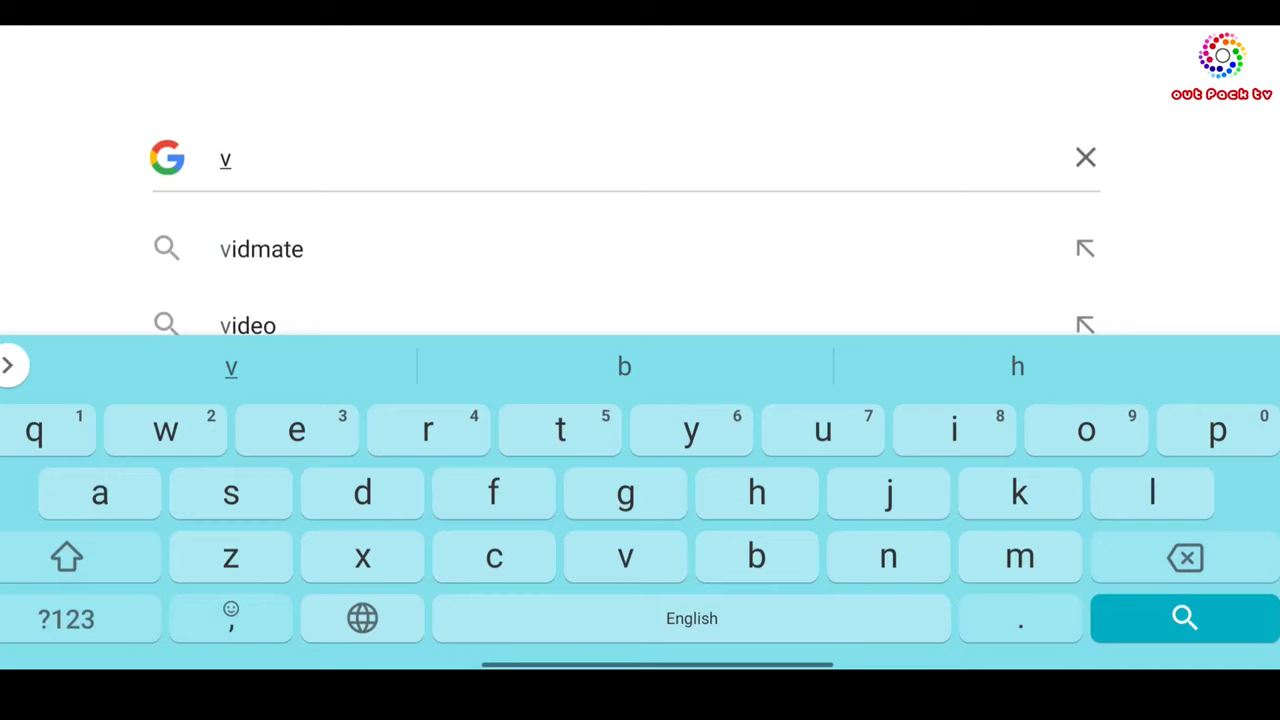 out Pack tv
v
vidmate
video
v b h
q 1 w 2 e 3 r 4 t 5 y 6 u 7 i 8 o 9 p 0
a s d f g h j k l
z x c v b n m
?123 , English .